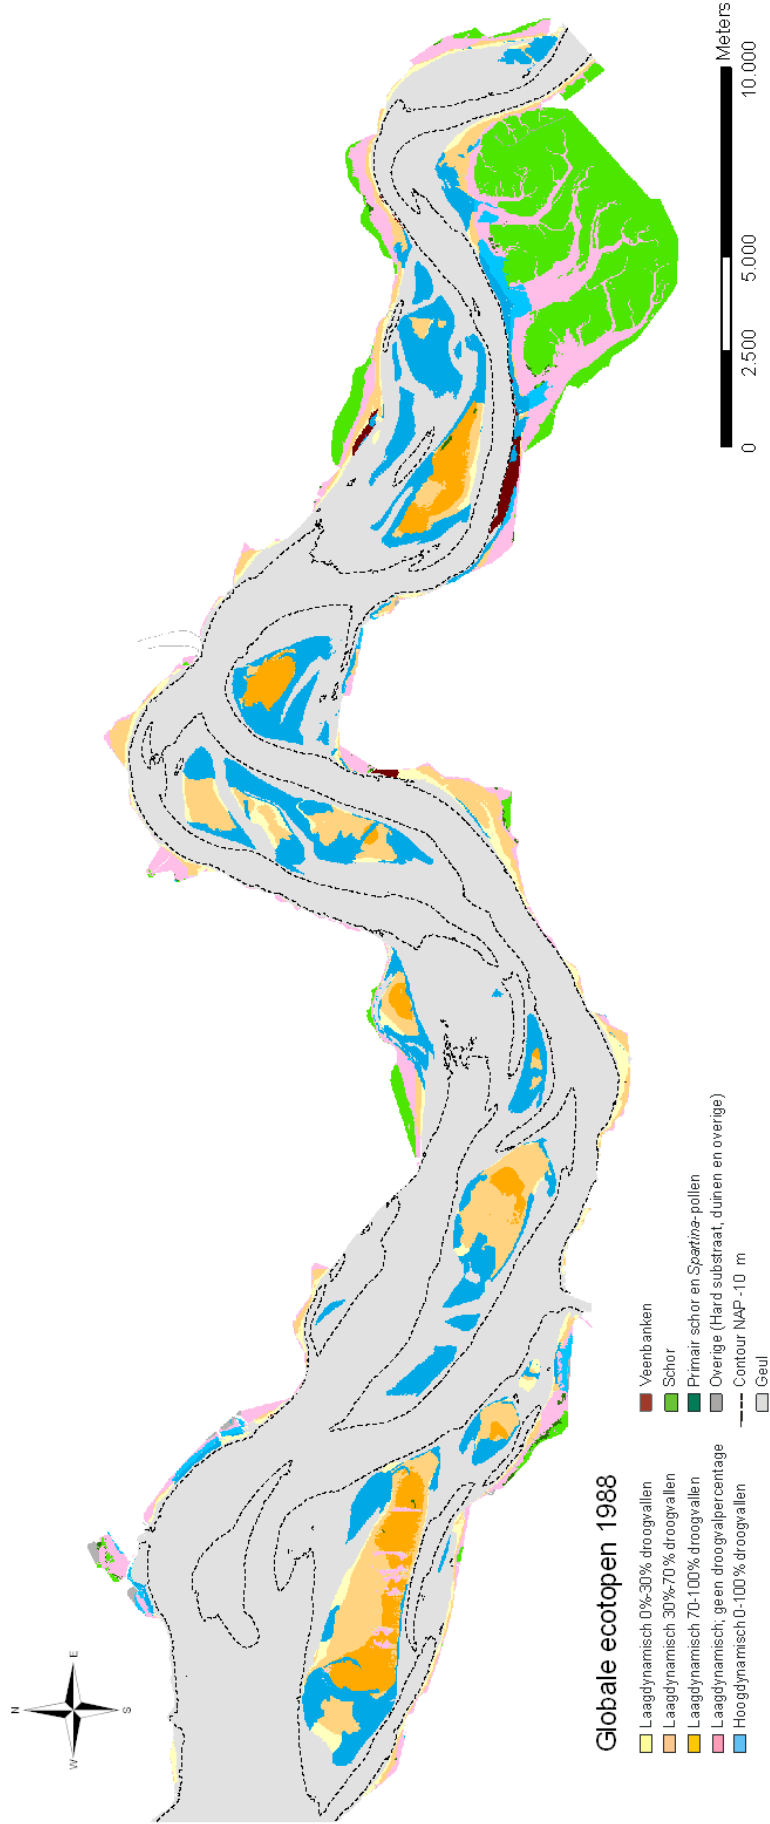 N
W
E
S
Globale ecotopen 1988
Laagdynamisch 0%-30% droogvallen
Laagdynamisch 30%-70% droogvallen
Laagdynamisch 70-100% droogvallen
Laagdynamisch; geen droogvalpercentage
Hoogdynamisch 0-100% droogvallen
Veenbanken
Schor
Primair schor en Spartina-pollen
Overige (Hard substraat, duinen en overige)
Contour NAP -10 m
Geul
0
2.500
5.000
10.000
Meters